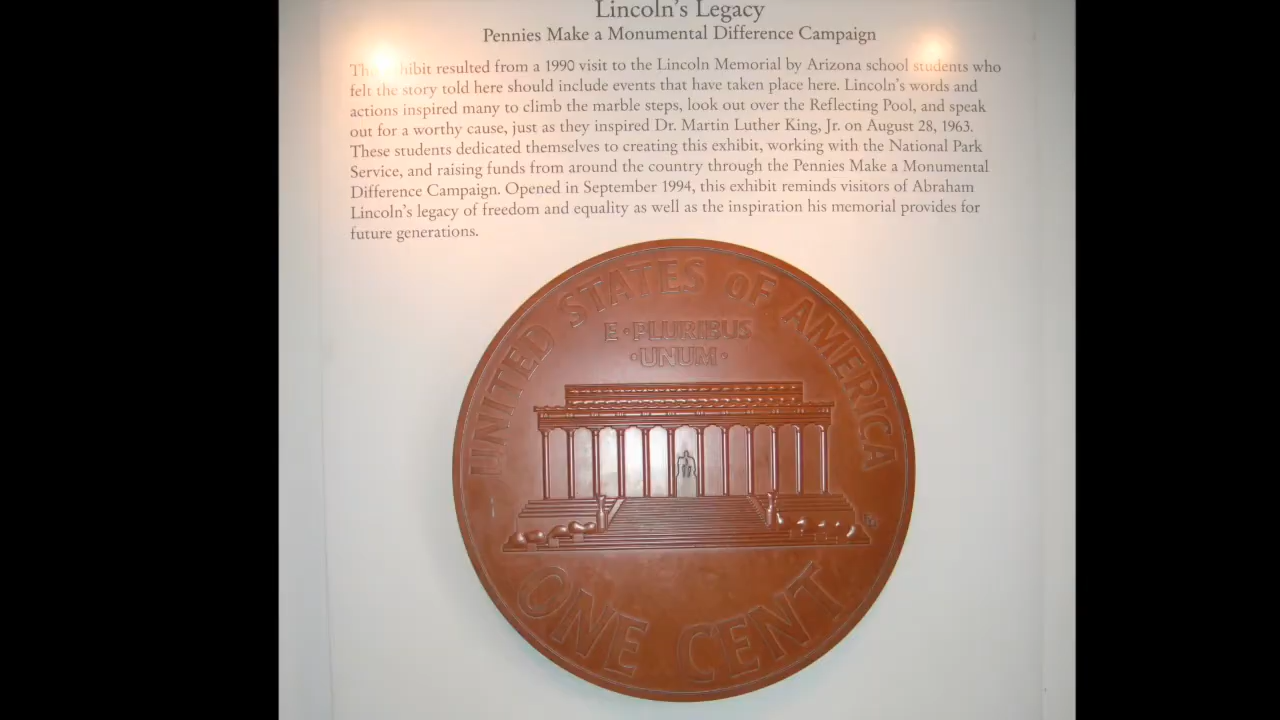 Lincoln's Legacy
Pennies Make a Monumental Difference Campaign
This exhibit resulted from a 1990 visit to the Lincoln Memorial by Arizona school students who
felt the story told here should include events that have taken place here. Lincoln's words and
actions inspired many to climb the marble steps, look out over the Reflecting Pool, and speak
out for a worthy cause, just as they inspired Dr. Martin Luther King, Jr. on August 28, 1963.
These students dedicated themselves to creating this exhibit, working with the National Park
Service, and raising funds from around the country through the Pennies Make a Monumental
Difference Campaign. Opened in September 1994, this exhibit reminds visitors of Abraham
Lincoln's legacy of freedom and equality as well as the inspiration his memorial provides for
future generations.
UNITED STATES OF AMERICA
E·PLURIBUS
·UNUM·
ONE CENT